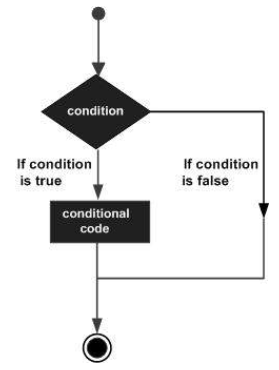 condition
If condition
is true
If condition
is false
conditional
code